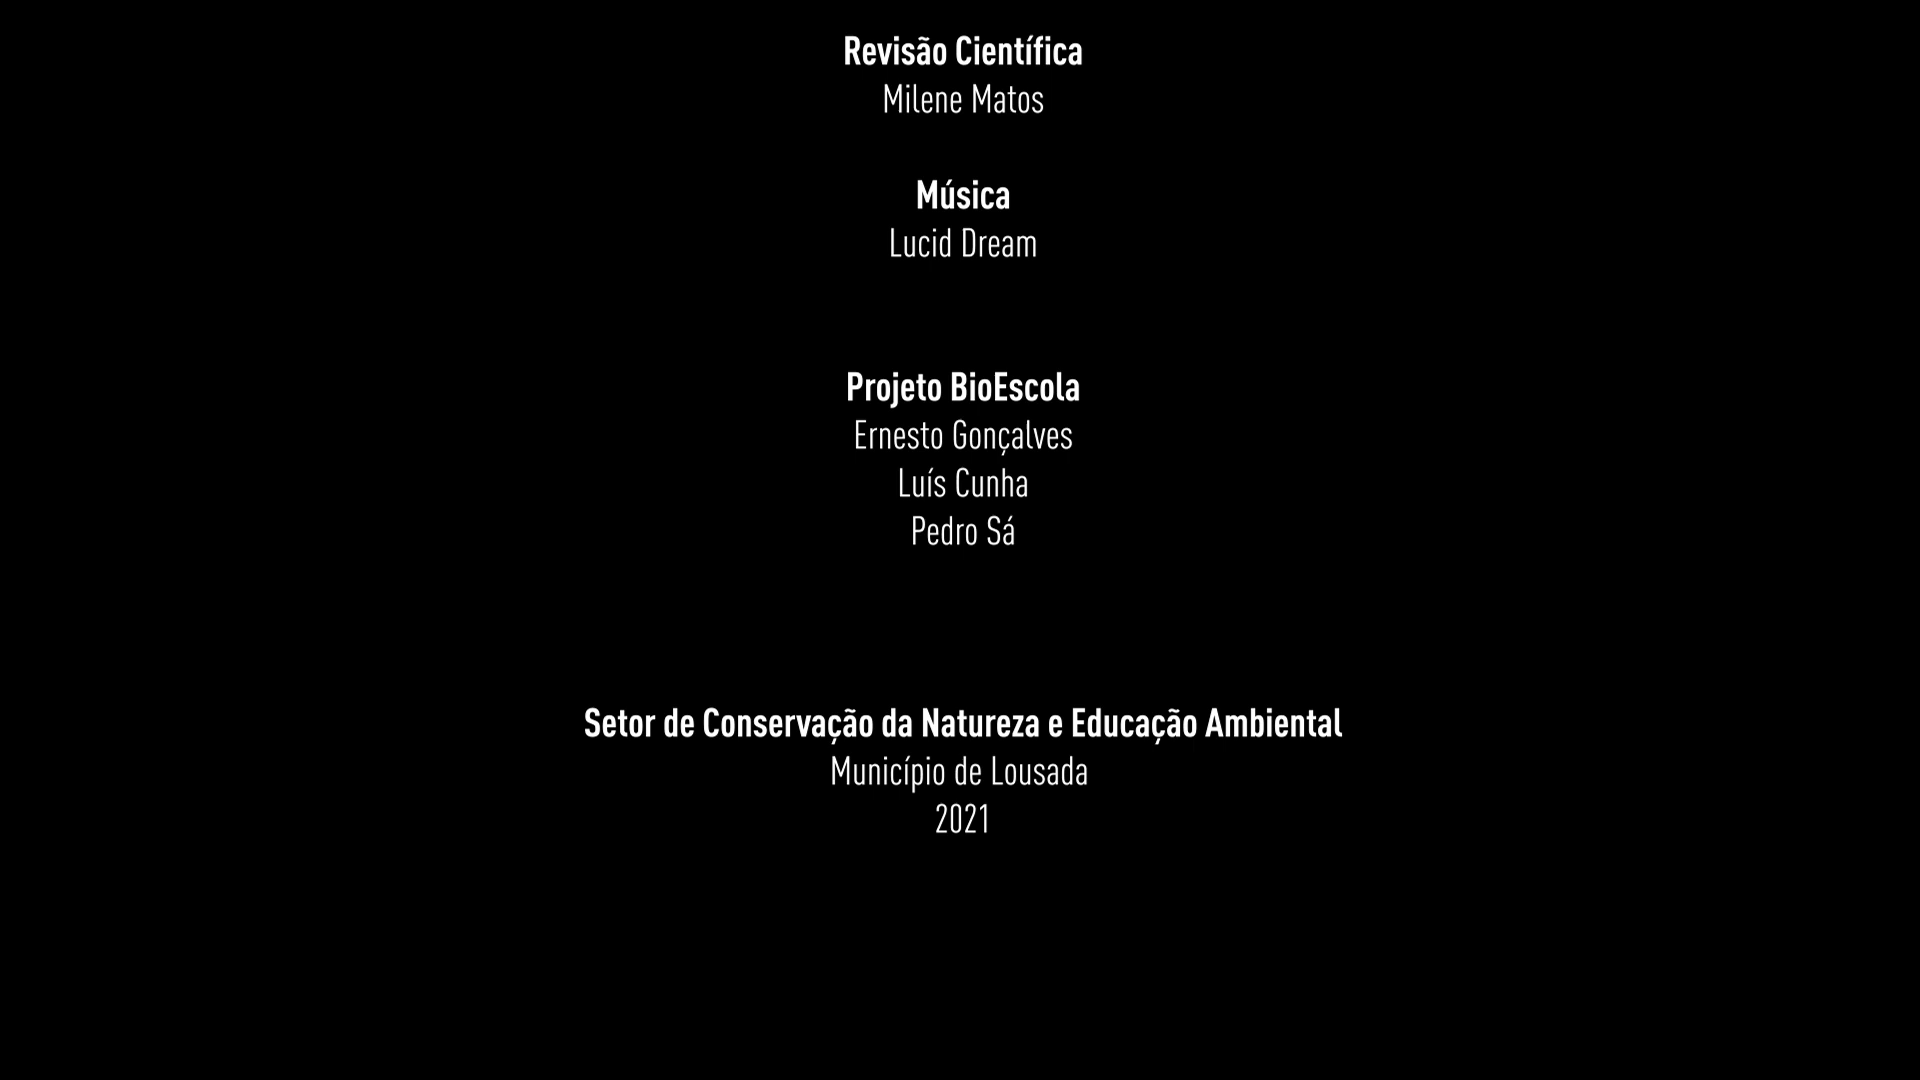 Revisão Científica
Milene Matos
Música
Lucid Dream
Projeto BioEscola
Ernesto Gonçalves
Luís Cunha
Pedro Sá
Setor de Conservação da Natureza e Educação Ambiental
Município de Lousada
2021